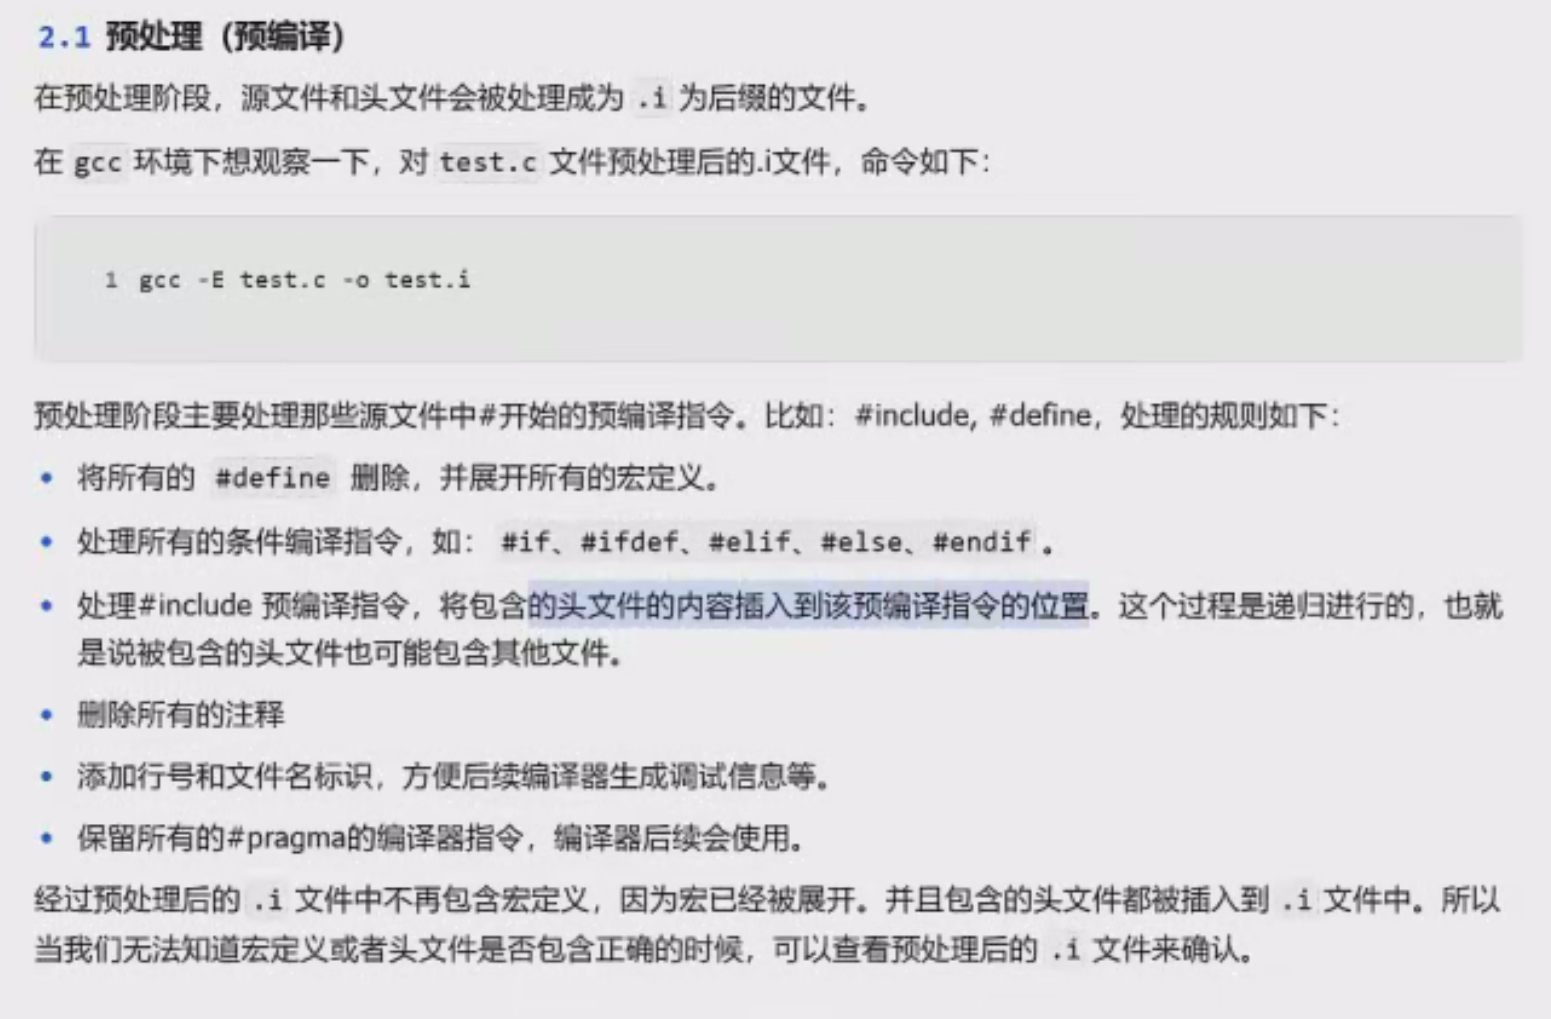 2.1 预处理（预编译）
在预处理阶段，源文件和头文件会被处理成为 .i 为后缀的文件。
在 gcc 环境下想观察一下，对 test.c 文件预处理后的.i文件，命令如下：
1 gcc -E test.c -o test.i
预处理阶段主要处理那些源文件中#开始的预编译指令。比如：#include, #define，处理的规则如下：
• 将所有的 #define 删除，并展开所有的宏定义。
• 处理所有的条件编译指令，如： #if、#ifdef、#elif、#else、#endif 。
• 处理#include 预编译指令，将包含的头文件的内容插入到该预编译指令的位置。这个过程是递归进行的，也就
是说被包含的头文件也可能包含其他文件。
• 删除所有的注释
• 添加行号和文件名标识，方便后续编译器生成调试信息等。
• 保留所有的#pragma的编译器指令，编译器后续会使用。
经过预处理后的 .i 文件中不再包含宏定义，因为宏已经被展开。并且包含的头文件都被插入到 .i 文件中。所以
当我们无法知道宏定义或者头文件是否包含正确的时候，可以查看预处理后的 .i 文件来确认。